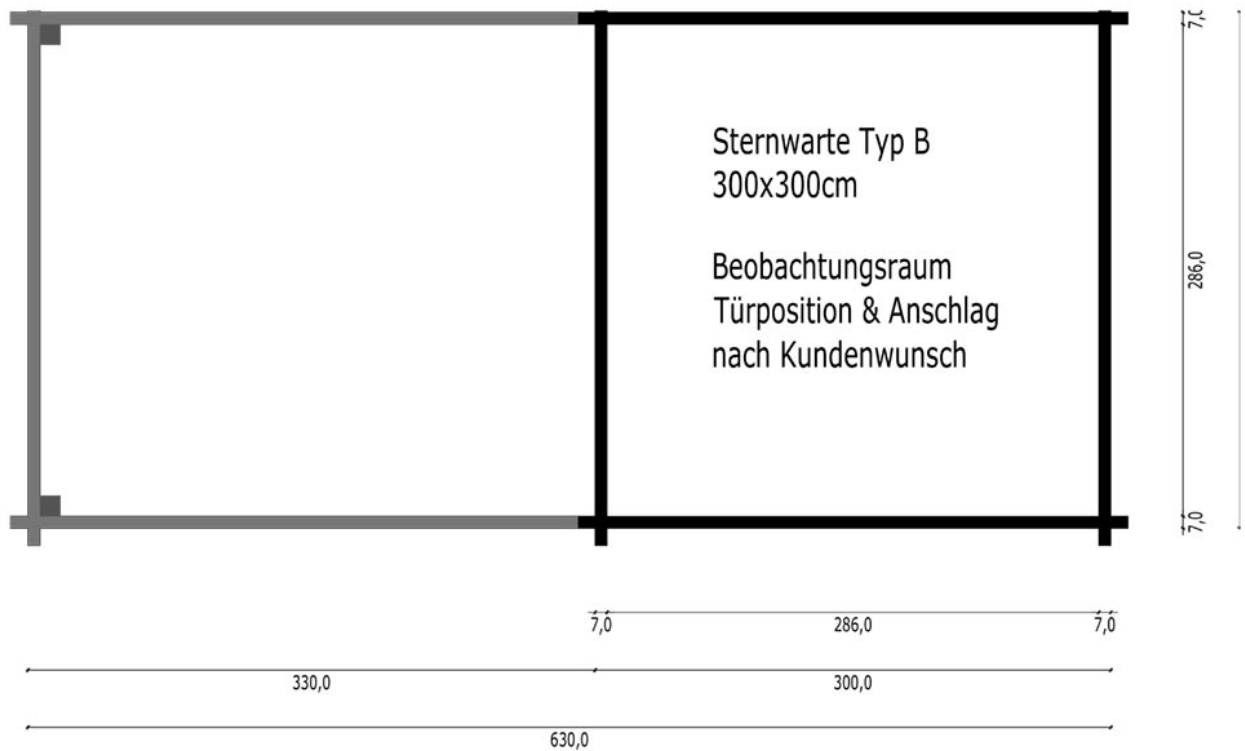 Sternwarte Typ B
300x300cm
Beobachtungsraum
Türposition & Anschlag
nach Kundenwunsch
7,0
286,0
7,0
7,0
286,0
7,0
330,0
300,0
630,0